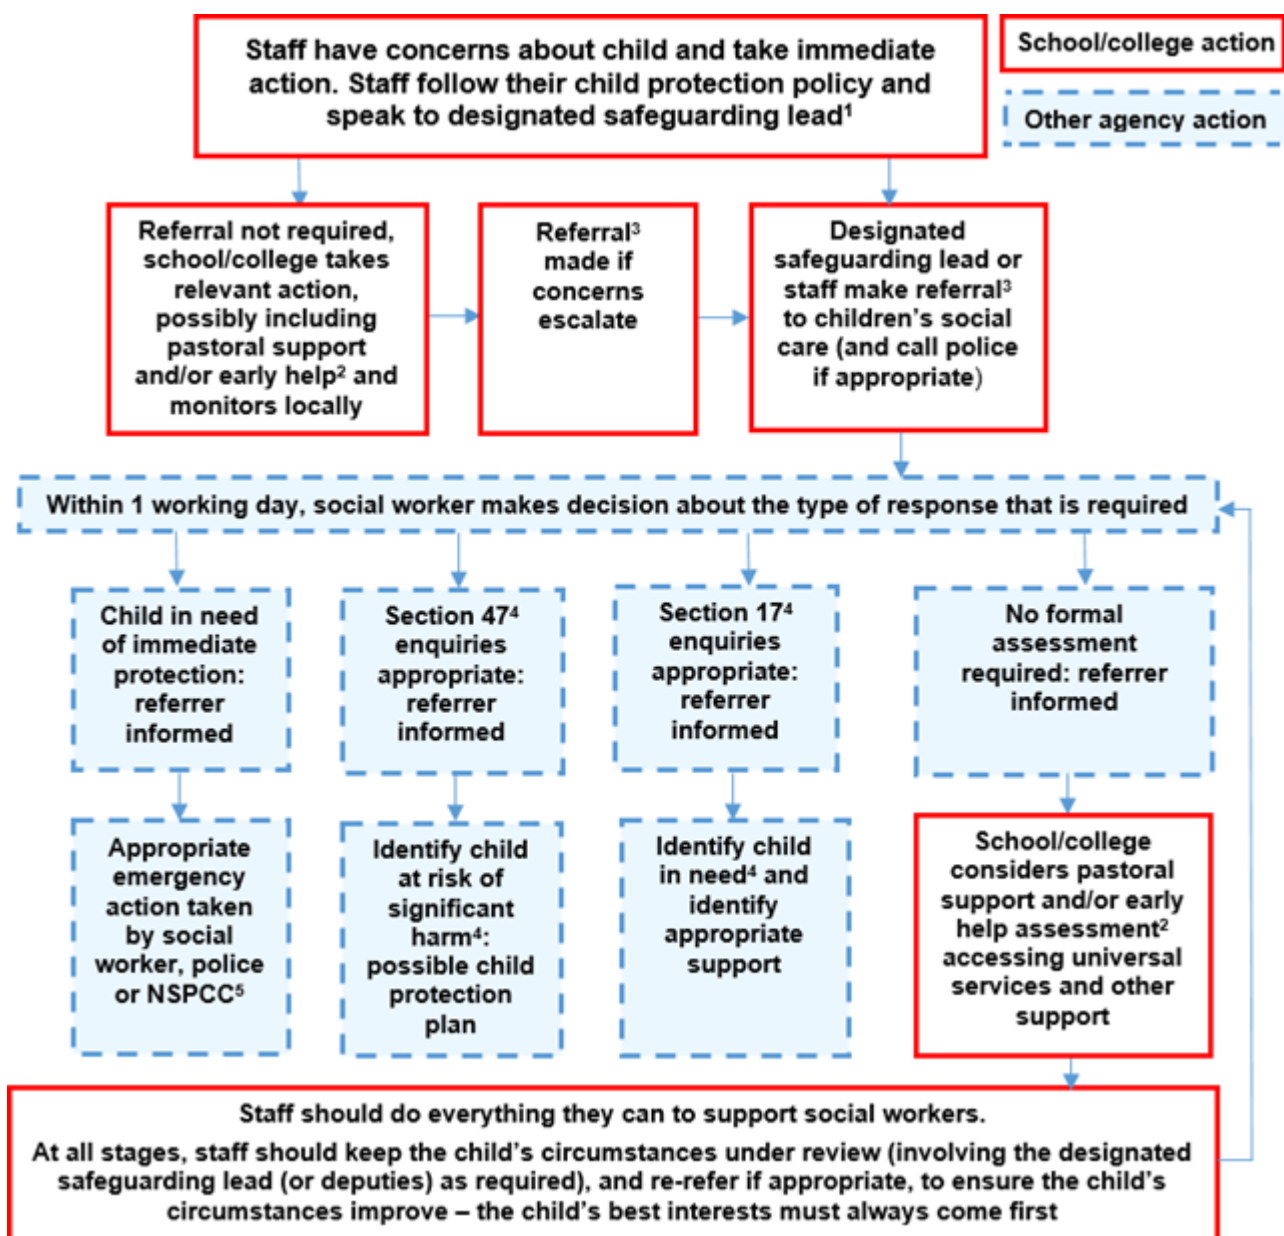 Staff have concerns about child and take immediate
action. Staff follow their child protection policy and
speak to designated safeguarding lead¹
School/college action
Other agency action
Referral not required,
school/college takes
relevant action,
possibly including
pastoral support
and/or early help² and
monitors locally
Referral³
made if
concerns
escalate
Designated
safeguarding lead or
staff make referral³
to children’s social
care (and call police
if appropriate)
Within 1 working day, social worker makes decision about the type of response that is required
Child in need
of immediate
protection:
referrer
informed
Section 47⁴
enquiries
appropriate:
referrer
informed
Section 17⁴
enquiries
appropriate:
referrer
informed
No formal
assessment
required: referrer
informed
Appropriate
emergency
action taken
by social
worker, police
or NSPCC⁵
Identify child
at risk of
significant
harm⁴:
possible child
protection
plan
Identify child
in need⁴ and
identify
appropriate
support
School/college
considers pastoral
support and/or early
help assessment²
accessing universal
services and other
support
Staff should do everything they can to support social workers.
At all stages, staff should keep the child’s circumstances under review (involving the designated
safeguarding lead (or deputies) as required), and re-refer if appropriate, to ensure the child’s
circumstances improve – the child’s best interests must always come first